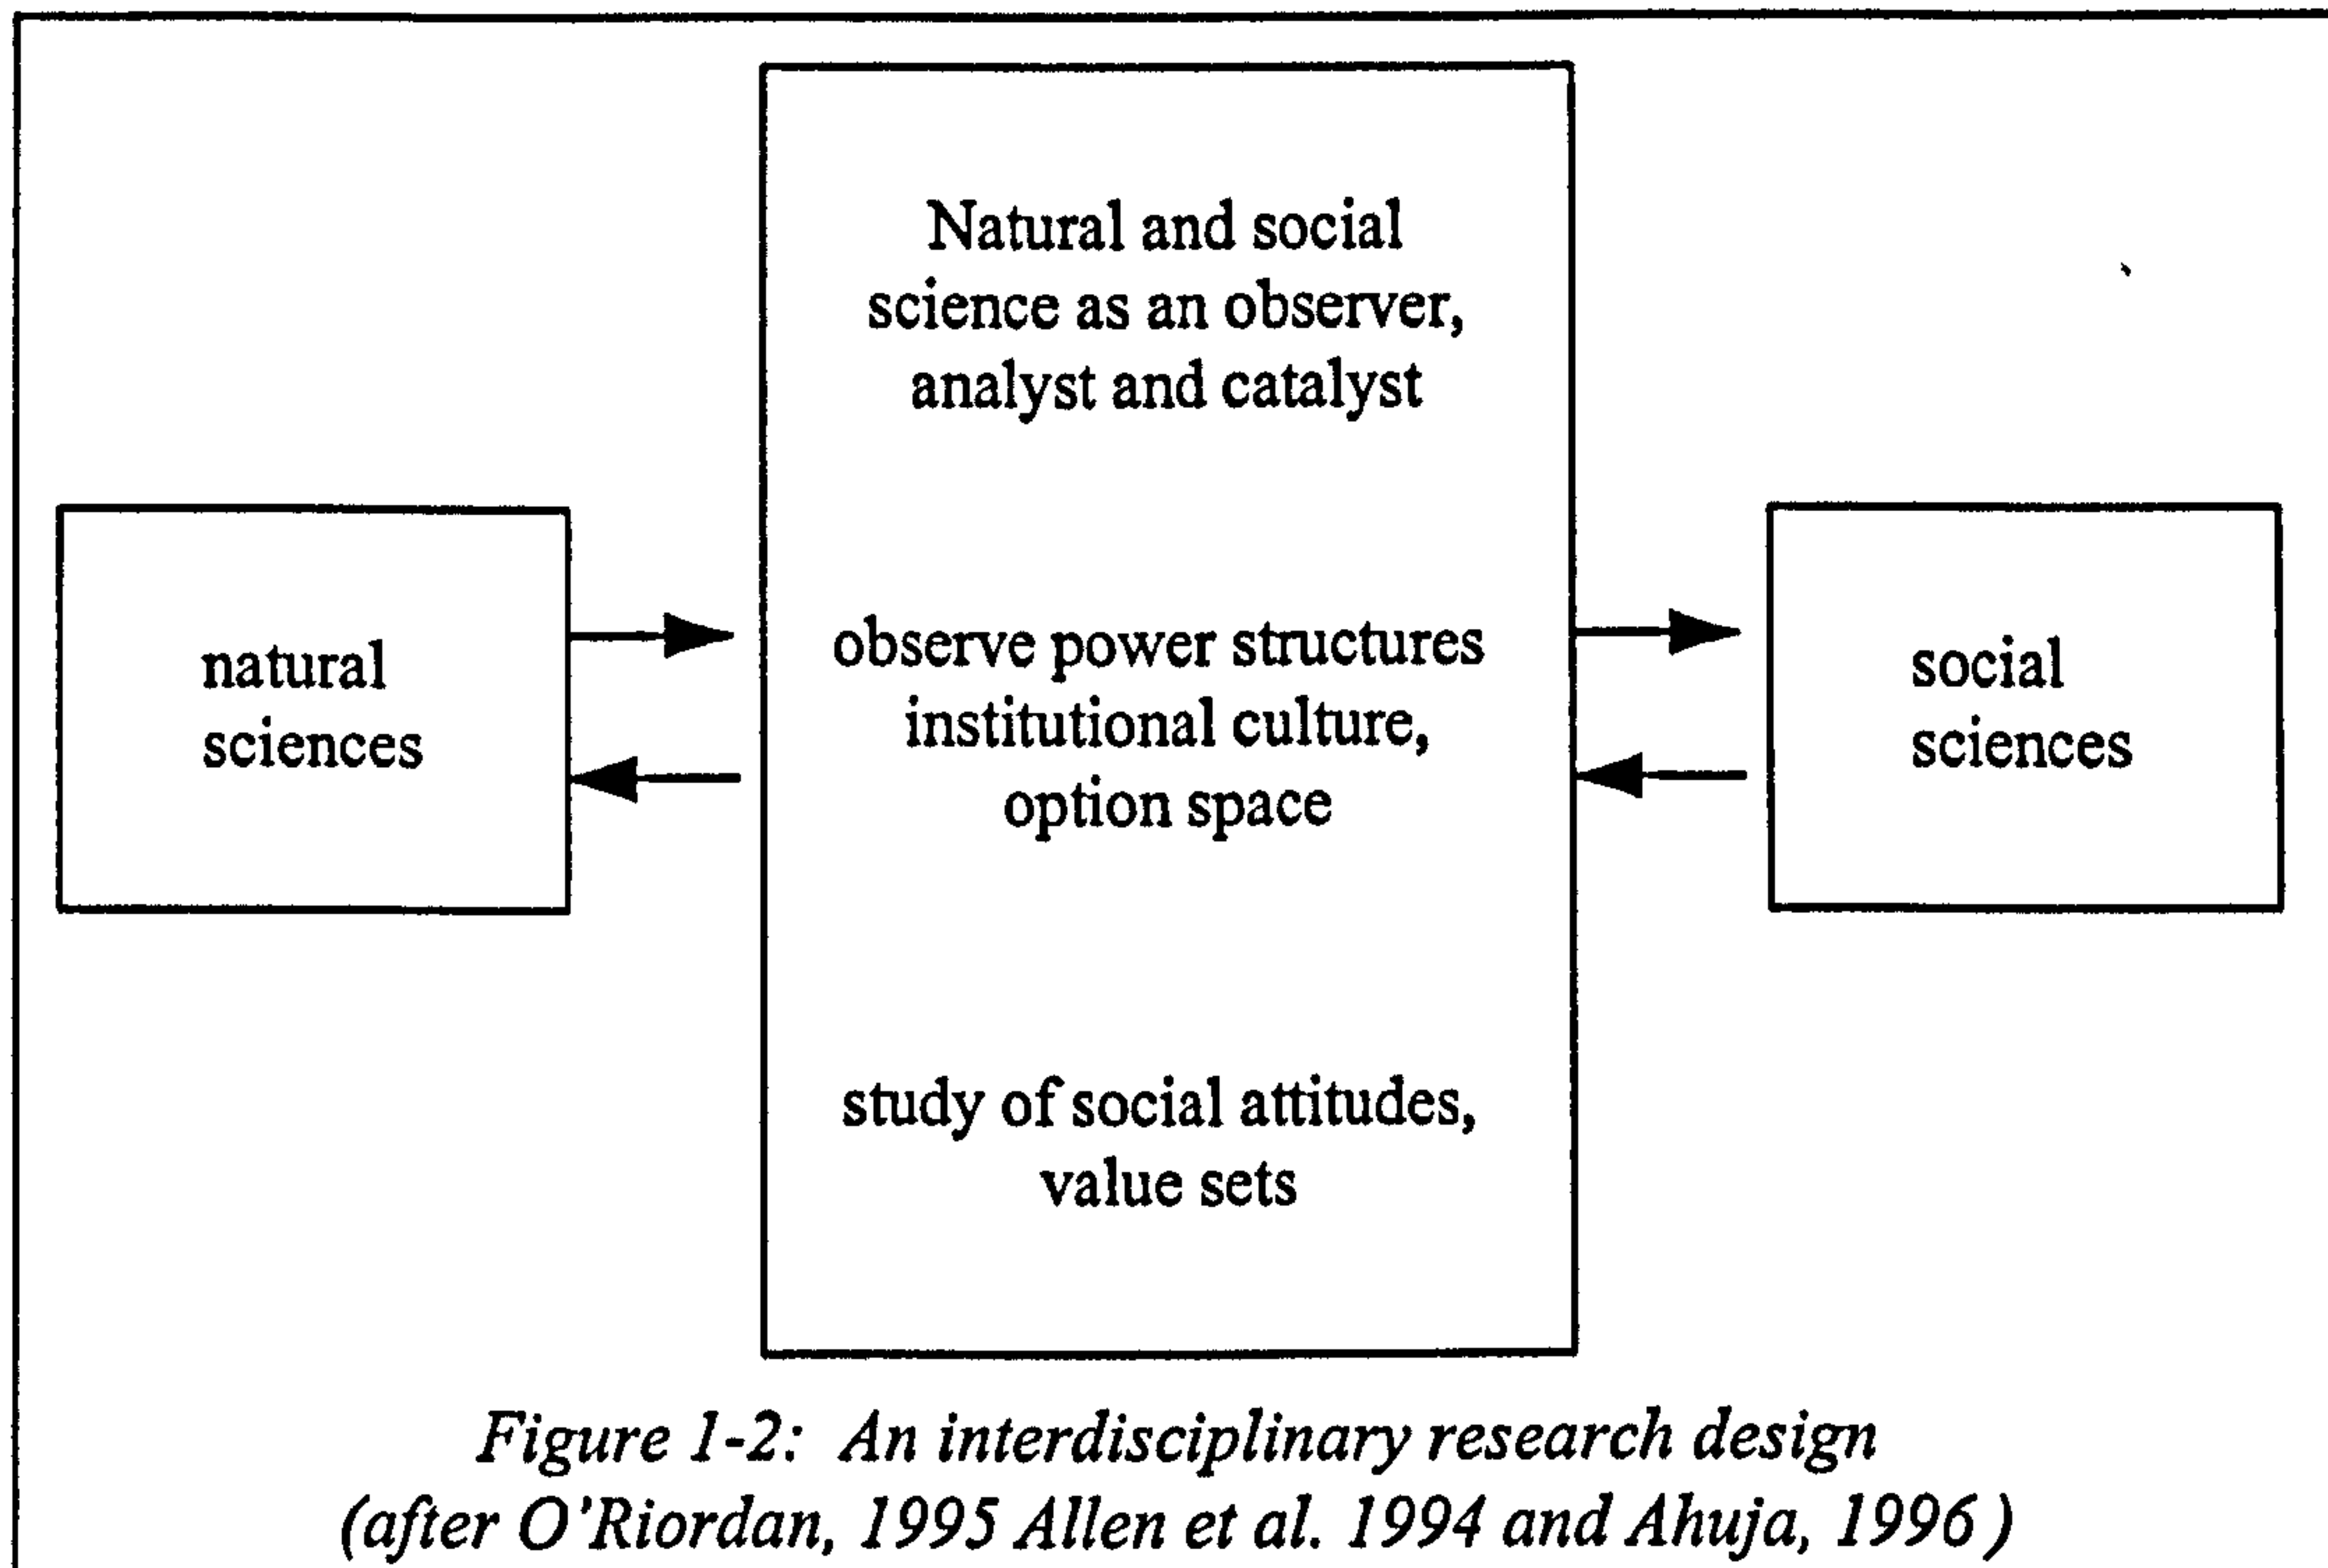 Natural and social
science as an observer,
analyst and catalyst
natural
sciences
observe power structures
institutional culture,
option space
social
sciences
study of social attitudes,
value sets
Figure 1-2: An interdisciplinary research design
(after O'Riordan, 1995 Allen et al. 1994 and Ahuja, 1996)